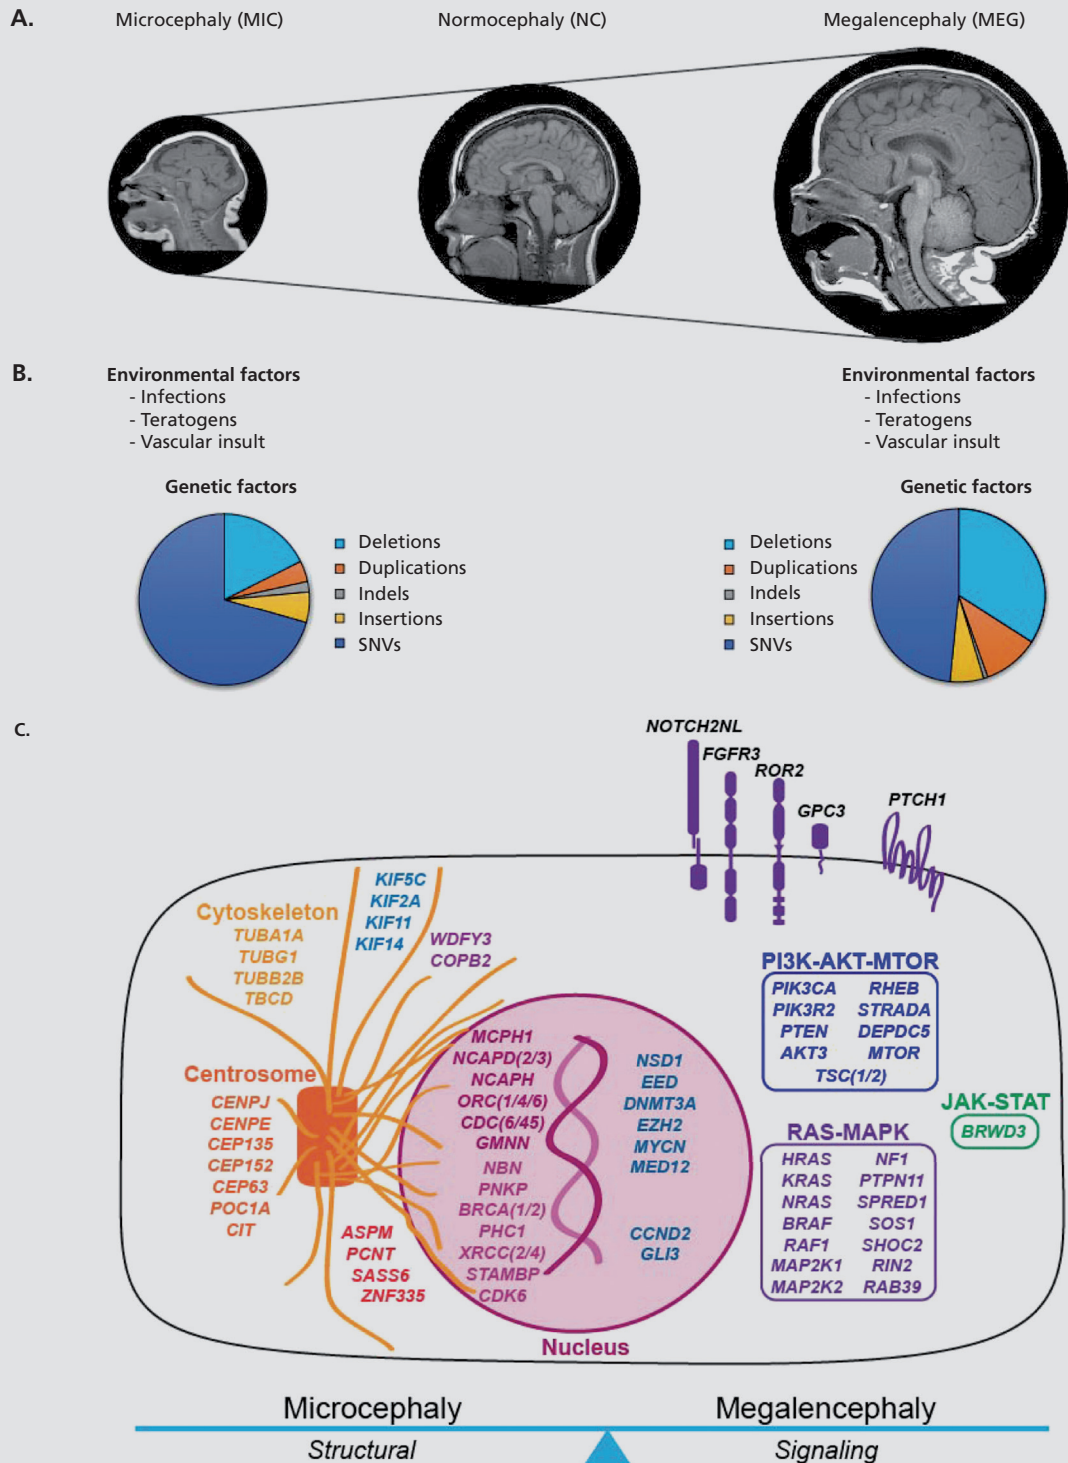 A.
Microcephaly (MIC)
Normocephaly (NC)
Megalencephaly (MEG)
B.
Environmental factors
- Infections
- Teratogens
- Vascular insult
Genetic factors
Deletions
Duplications
Indels
Insertions
SNVs
Environmental factors
- Infections
- Teratogens
- Vascular insult
Genetic factors
Deletions
Duplications
Indels
Insertions
SNVs
C.
NOTCH2NL
FGFR3
ROR2
GPC3
PTCH1
Cytoskeleton
TUBA1A
TUBG1
TUBB2B
TBCD
KIF5C
KIF2A
KIF11
KIF14
WDFY3
COPB2
Centrosome
CENPJ
CENPE
CEP135
CEP152
CEP63
POC1A
CIT
ASPM
PCNT
SASS6
ZNF335
MCPH1
NCAPD(2/3)
NCAPH
ORC(1/4/6)
CDC(6/45)
GMNN
NBN
PNKP
BRCA(1/2)
PHC1
XRCC(2/4)
STAMBP
CDK6
NSD1
EED
DNMT3A
EZH2
MYCN
MED12
CCND2
GLI3
Nucleus
PI3K-AKT-MTOR
PIK3CA RHEB
PIK3R2 STRADA
PTEN DEPDC5
AKT3 MTOR
TSC(1/2)
JAK-STAT
BRWD3
RAS-MAPK
HRAS NF1
KRAS PTPN11
NRAS SPRED1
BRAF SOS1
RAF1 SHOC2
MAP2K1 RIN2
MAP2K2 RAB39
Microcephaly
Megalencephaly
Structural
Signaling